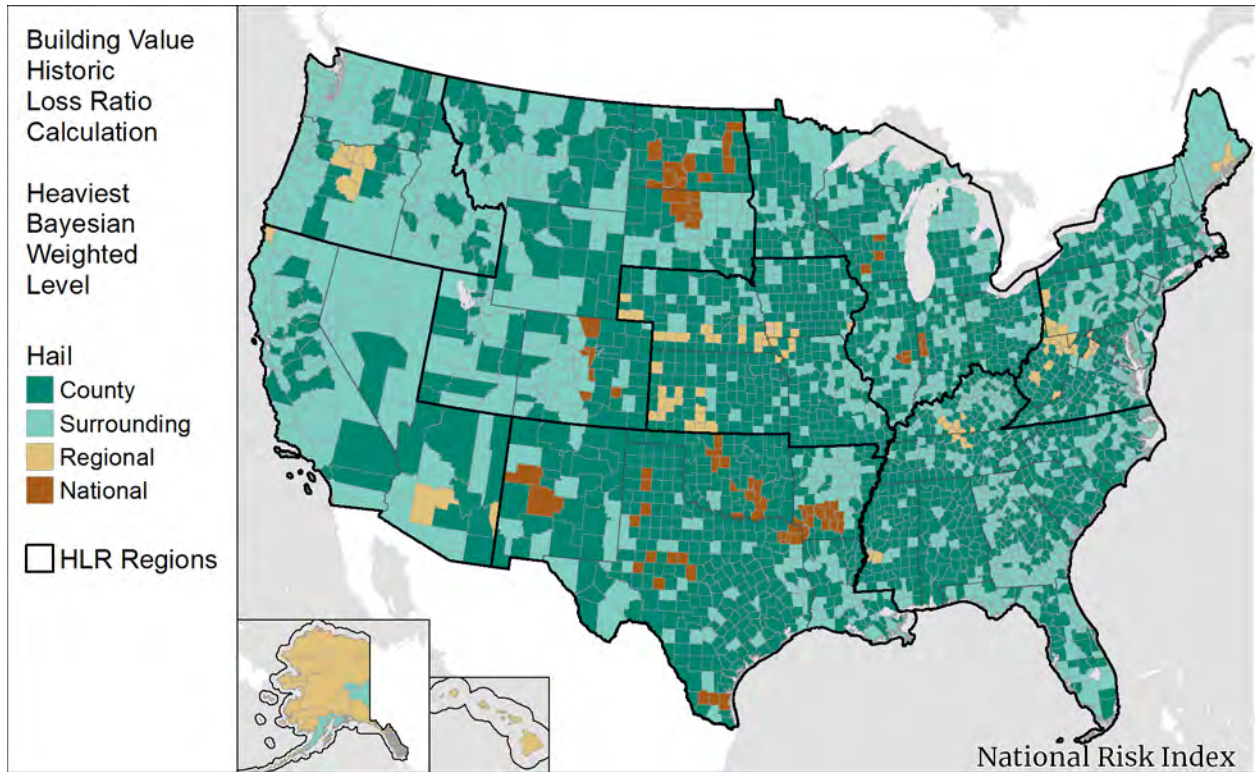 Building Value
Historic
Loss Ratio
Calculation
Heaviest
Bayesian
Weighted
Level
Hail
County
Surrounding
Regional
National
HLR Regions
National Risk Index